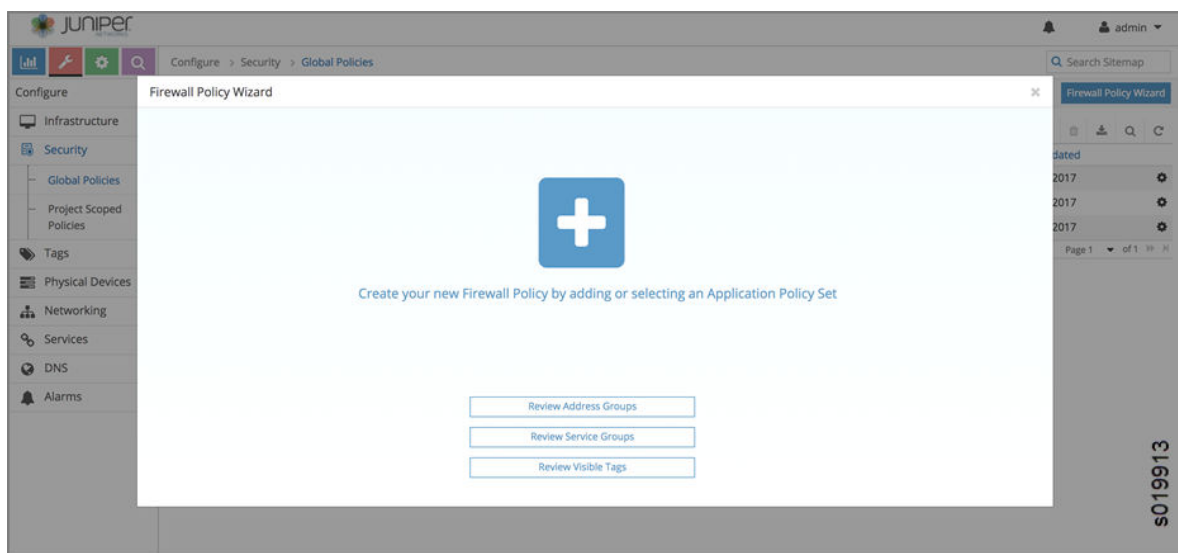 JUNIPER
NETWORKS
admin
Configure > Security > Global Policies
Search Sitemap
Configure
Firewall Policy Wizard
×
Firewall Policy Wizard
Infrastructure
Security
Global Policies
Project Scoped
Policies
Tags
Physical Devices
Networking
Services
DNS
Alarms
Create your new Firewall Policy by adding or selecting an Application Policy Set
Review Address Groups
Review Service Groups
Review Visible Tags
dated
2017
2017
2017
Page 1 of 1
s019913